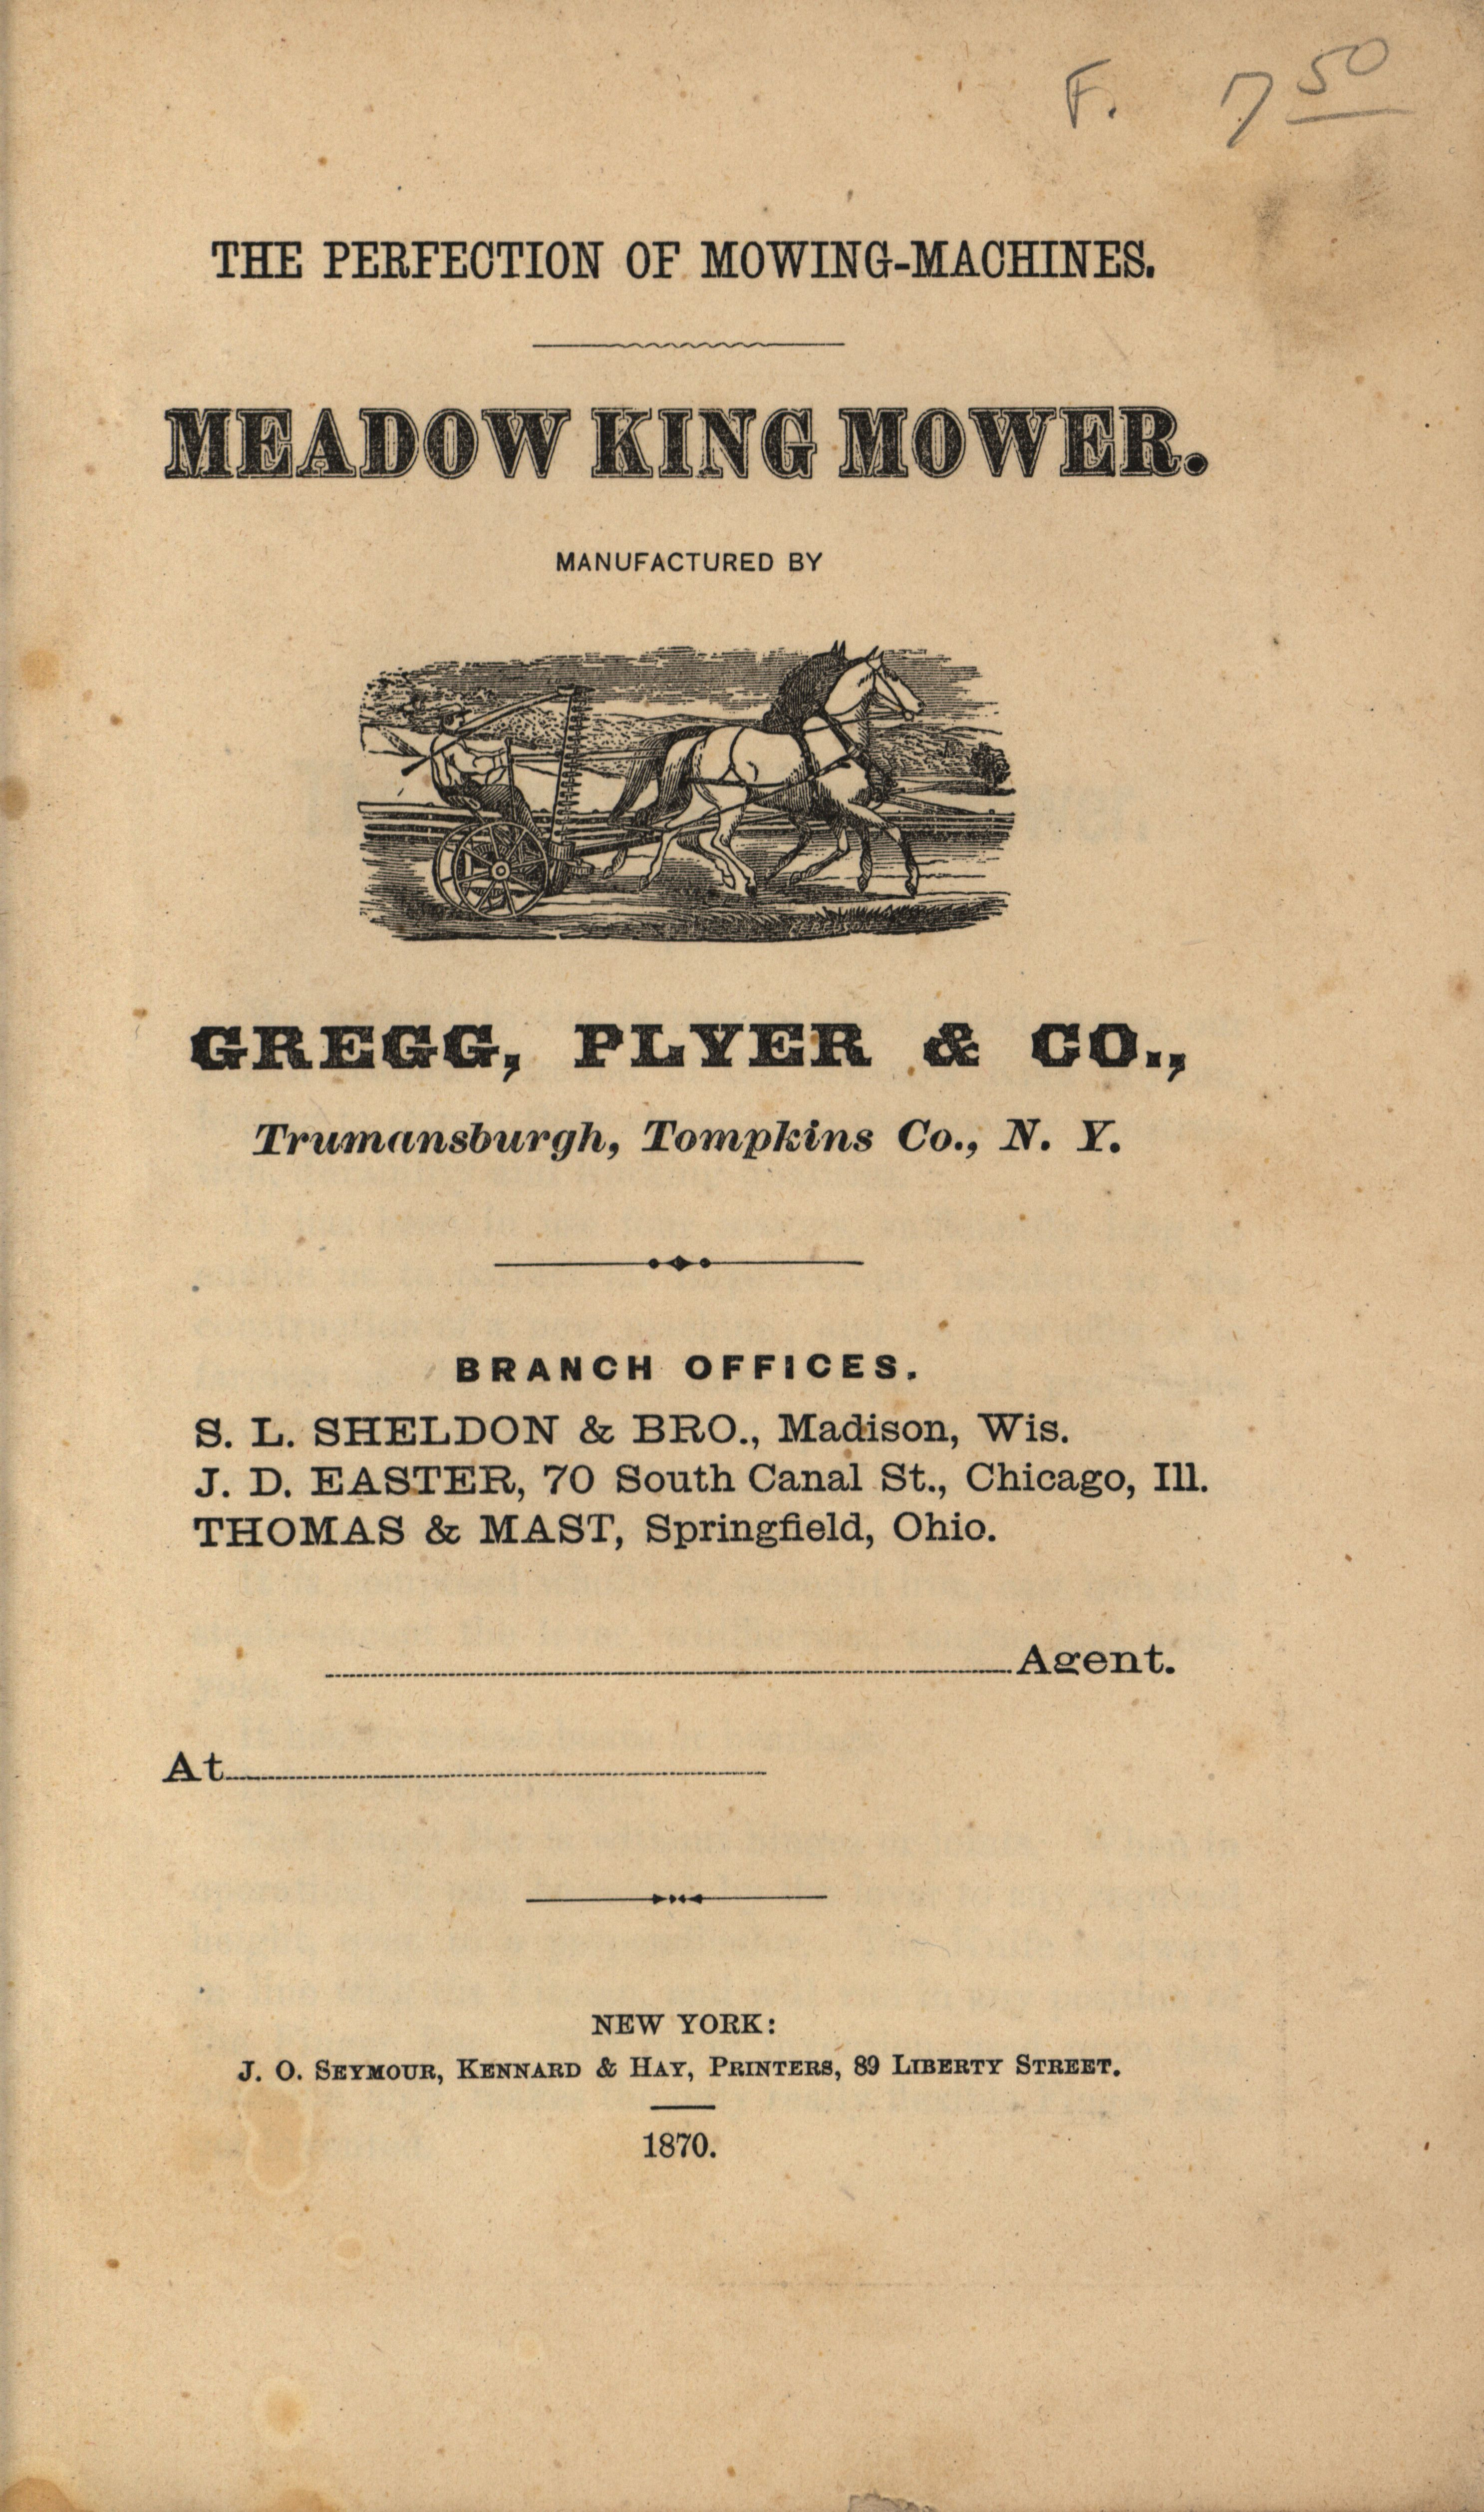 F. 7 50
THE PERFECTION OF MOWING-MACHINES.
MEADOW KING MOWER.
MANUFACTURED BY
GREGG, PLYER & CO.,
Trumansburgh, Tompkins Co., N. Y.
BRANCH OFFICES.
S. L. SHELDON & BRO., Madison, Wis.
J. D. EASTER, 70 South Canal St., Chicago, Ill.
THOMAS & MAST, Springfield, Ohio.
Agent.
At
NEW YORK:
J. O. SEYMOUR, KENNARD & HAY, PRINTERS, 89 LIBERTY STREET.
1870.